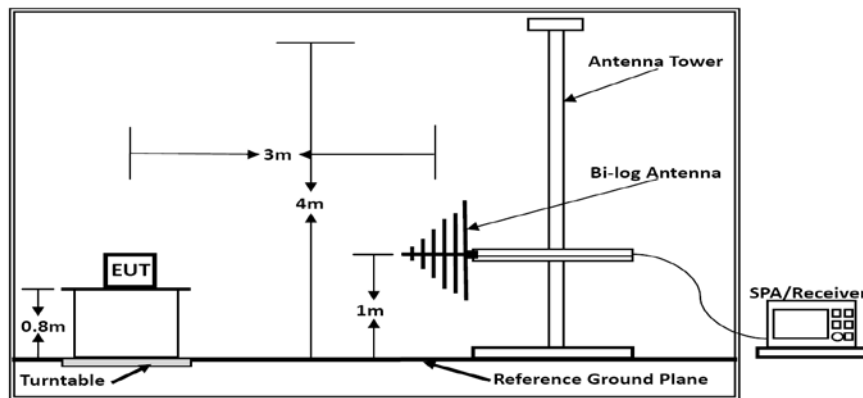 Antenna Tower
3m
Bi-log Antenna
4m
EUT
1m
0.8m
SPA/Receiver
Turntable
Reference Ground Plane